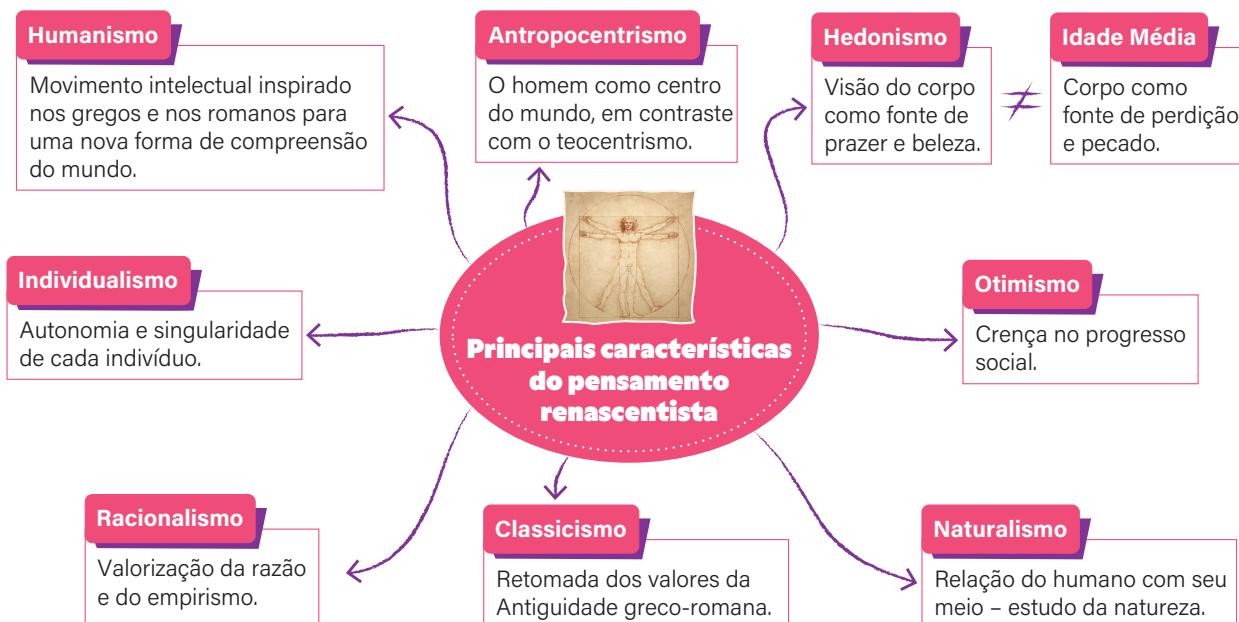 Humanismo
Movimento intelectual inspirado
nos gregos e nos romanos para
uma nova forma de compreensão
do mundo.
Antropocentrismo
O homem como centro
do mundo, em contraste
com o teocentrismo.
Hedonismo
Visão do corpo
como fonte de
prazer e beleza.
≠
Idade Média
Corpo como
fonte de perdição
e pecado.
Individualismo
Autonomia e singularidade
de cada indivíduo.
Principais características
do pensamento
renascentista
Otimismo
Crença no progresso
social.
Racionalismo
Valorização da razão
e do empirismo.
Classicismo
Retomada dos valores da
Antiguidade greco-romana.
Naturalismo
Relação do humano com seu
meio – estudo da natureza.